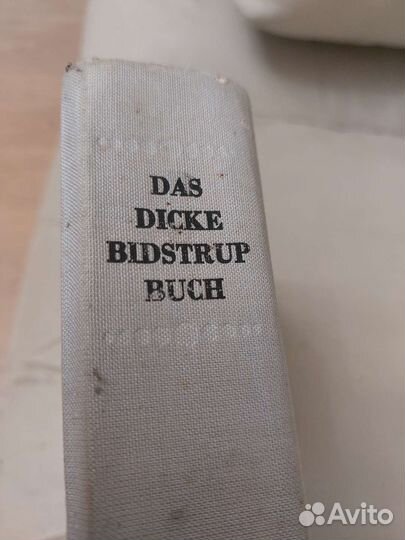 DAS
DICKE
BIDSTRUP
BUCH
Avito